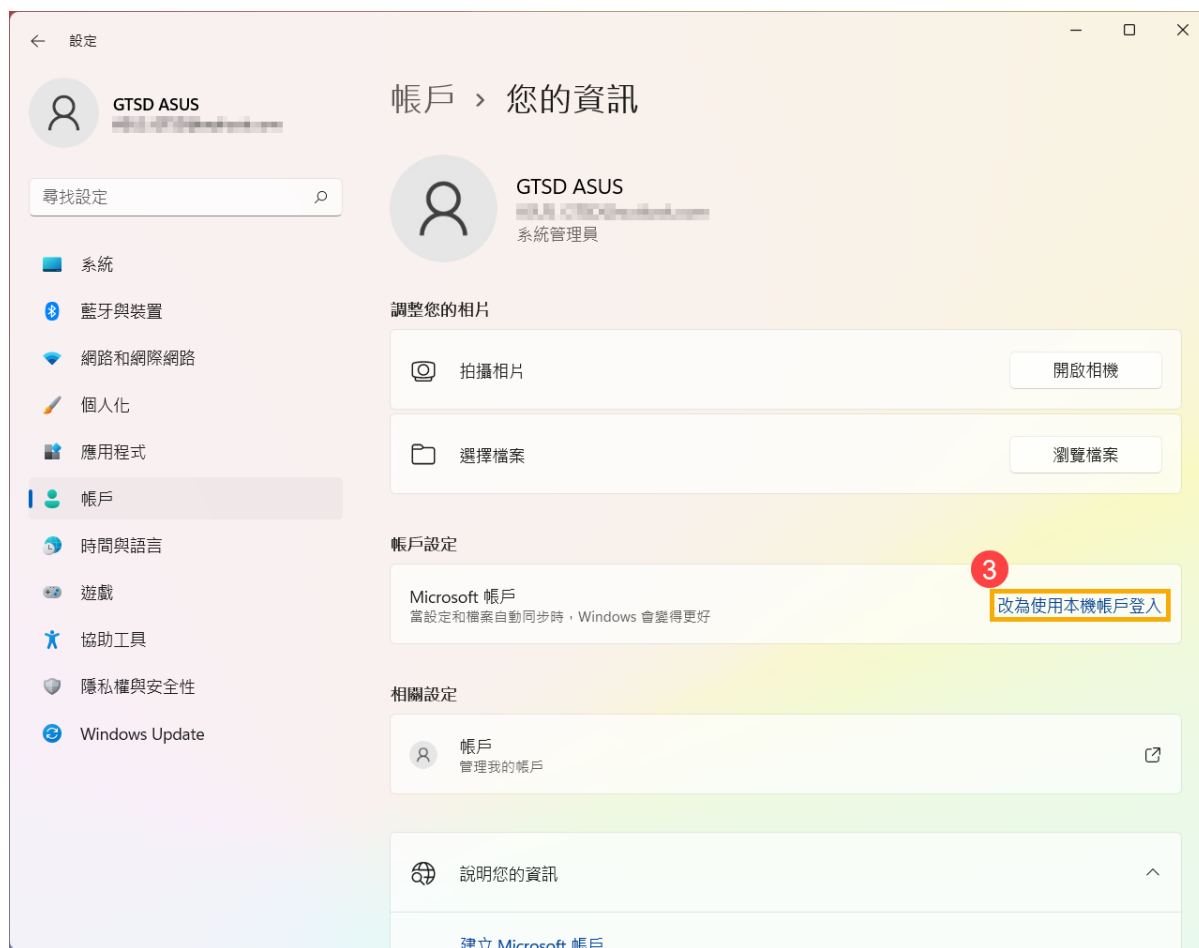 設定
GTSD ASUS
尋找設定
系統
藍牙與裝置
網路和網際網路
個人化
應用程式
帳戶
時間與語言
遊戲
協助工具
隱私權與安全性
Windows Update
帳戶 › 您的資訊
GTSD ASUS
系統管理員
調整您的相片
拍攝相片
開啟相機
選擇檔案
瀏覽檔案
帳戶設定
3
Microsoft 帳戶
當設定和檔案自動同步時，Windows 會變得更好
改為使用本機帳戶登入
相關設定
帳戶
管理我的帳戶
說明您的資訊
建立 Microsoft 帳戶